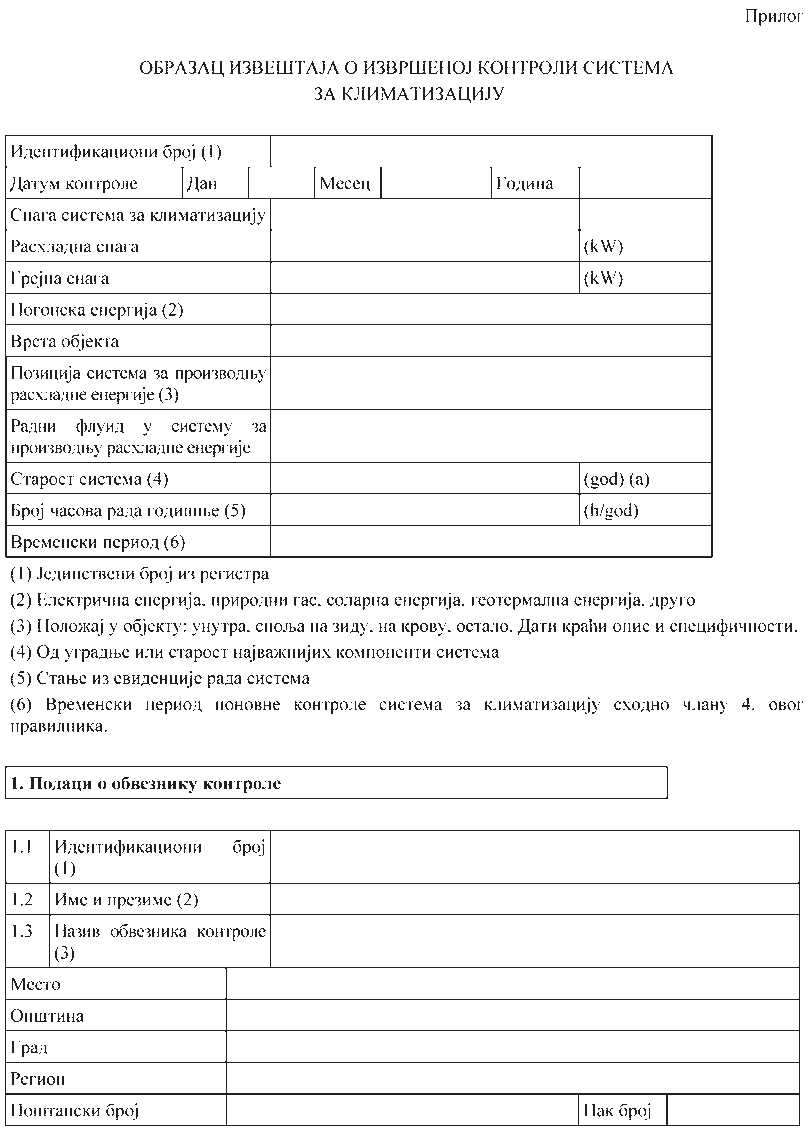 Прилог
ОБРАЗАЦ ИЗВЕШТАЈА О ИЗВРШЕНОЈ КОНТРОЛИ СИСТЕМА
ЗА КЛИМАТИЗАЦИЈУ
Идентификациони број (1)
Датум контроле Дан Месец Година
Снага система за климатизацију
Расхладна снага (kW)
Грејна снага (kW)
Погонска енергија (2)
Врста објекта
Позиција система за производњу
расхладне енергије (3)
Радни флуид у систему за
производњу расхладне енергије
Старост система (4) (god) (a)
Број часова рада годишње (5) (h/god)
Временски период (6)
(1) Јединствени број из регистра
(2) Електрична енергија, природни гас, соларна енергија, геотермална енергија, друго
(3) Положај у објекту: унутра, споља на зиду, на крову, остало. Дати краћи опис и специфичности.
(4) Од уградње или старост најважнијих компоненти система
(5) Стање из евиденције рада система
(6) Временски период поновне контроле система за климатизацију сходно члану 4. овог
правилника.
1. Подаци о обвезнику контроле
1.1 Идентификациони број
(1)
1.2 Име и презиме (2)
1.3 Назив обвезника контроле
(3)
Место
Општина
Град
Регион
Поштански број Пак број